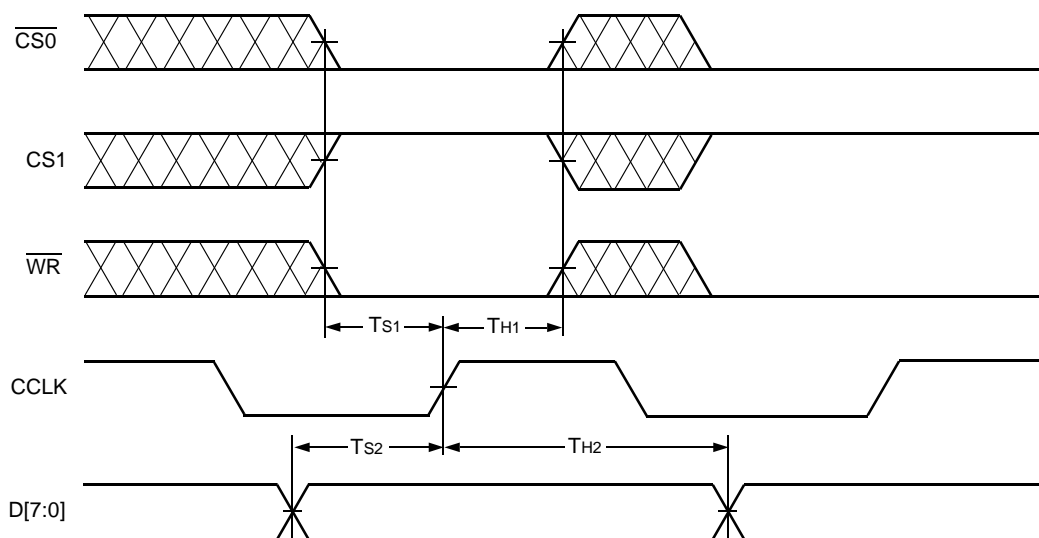 CS0
CS1
WR
TS1
TH1
CCLK
TS2
TH2
D[7:0]